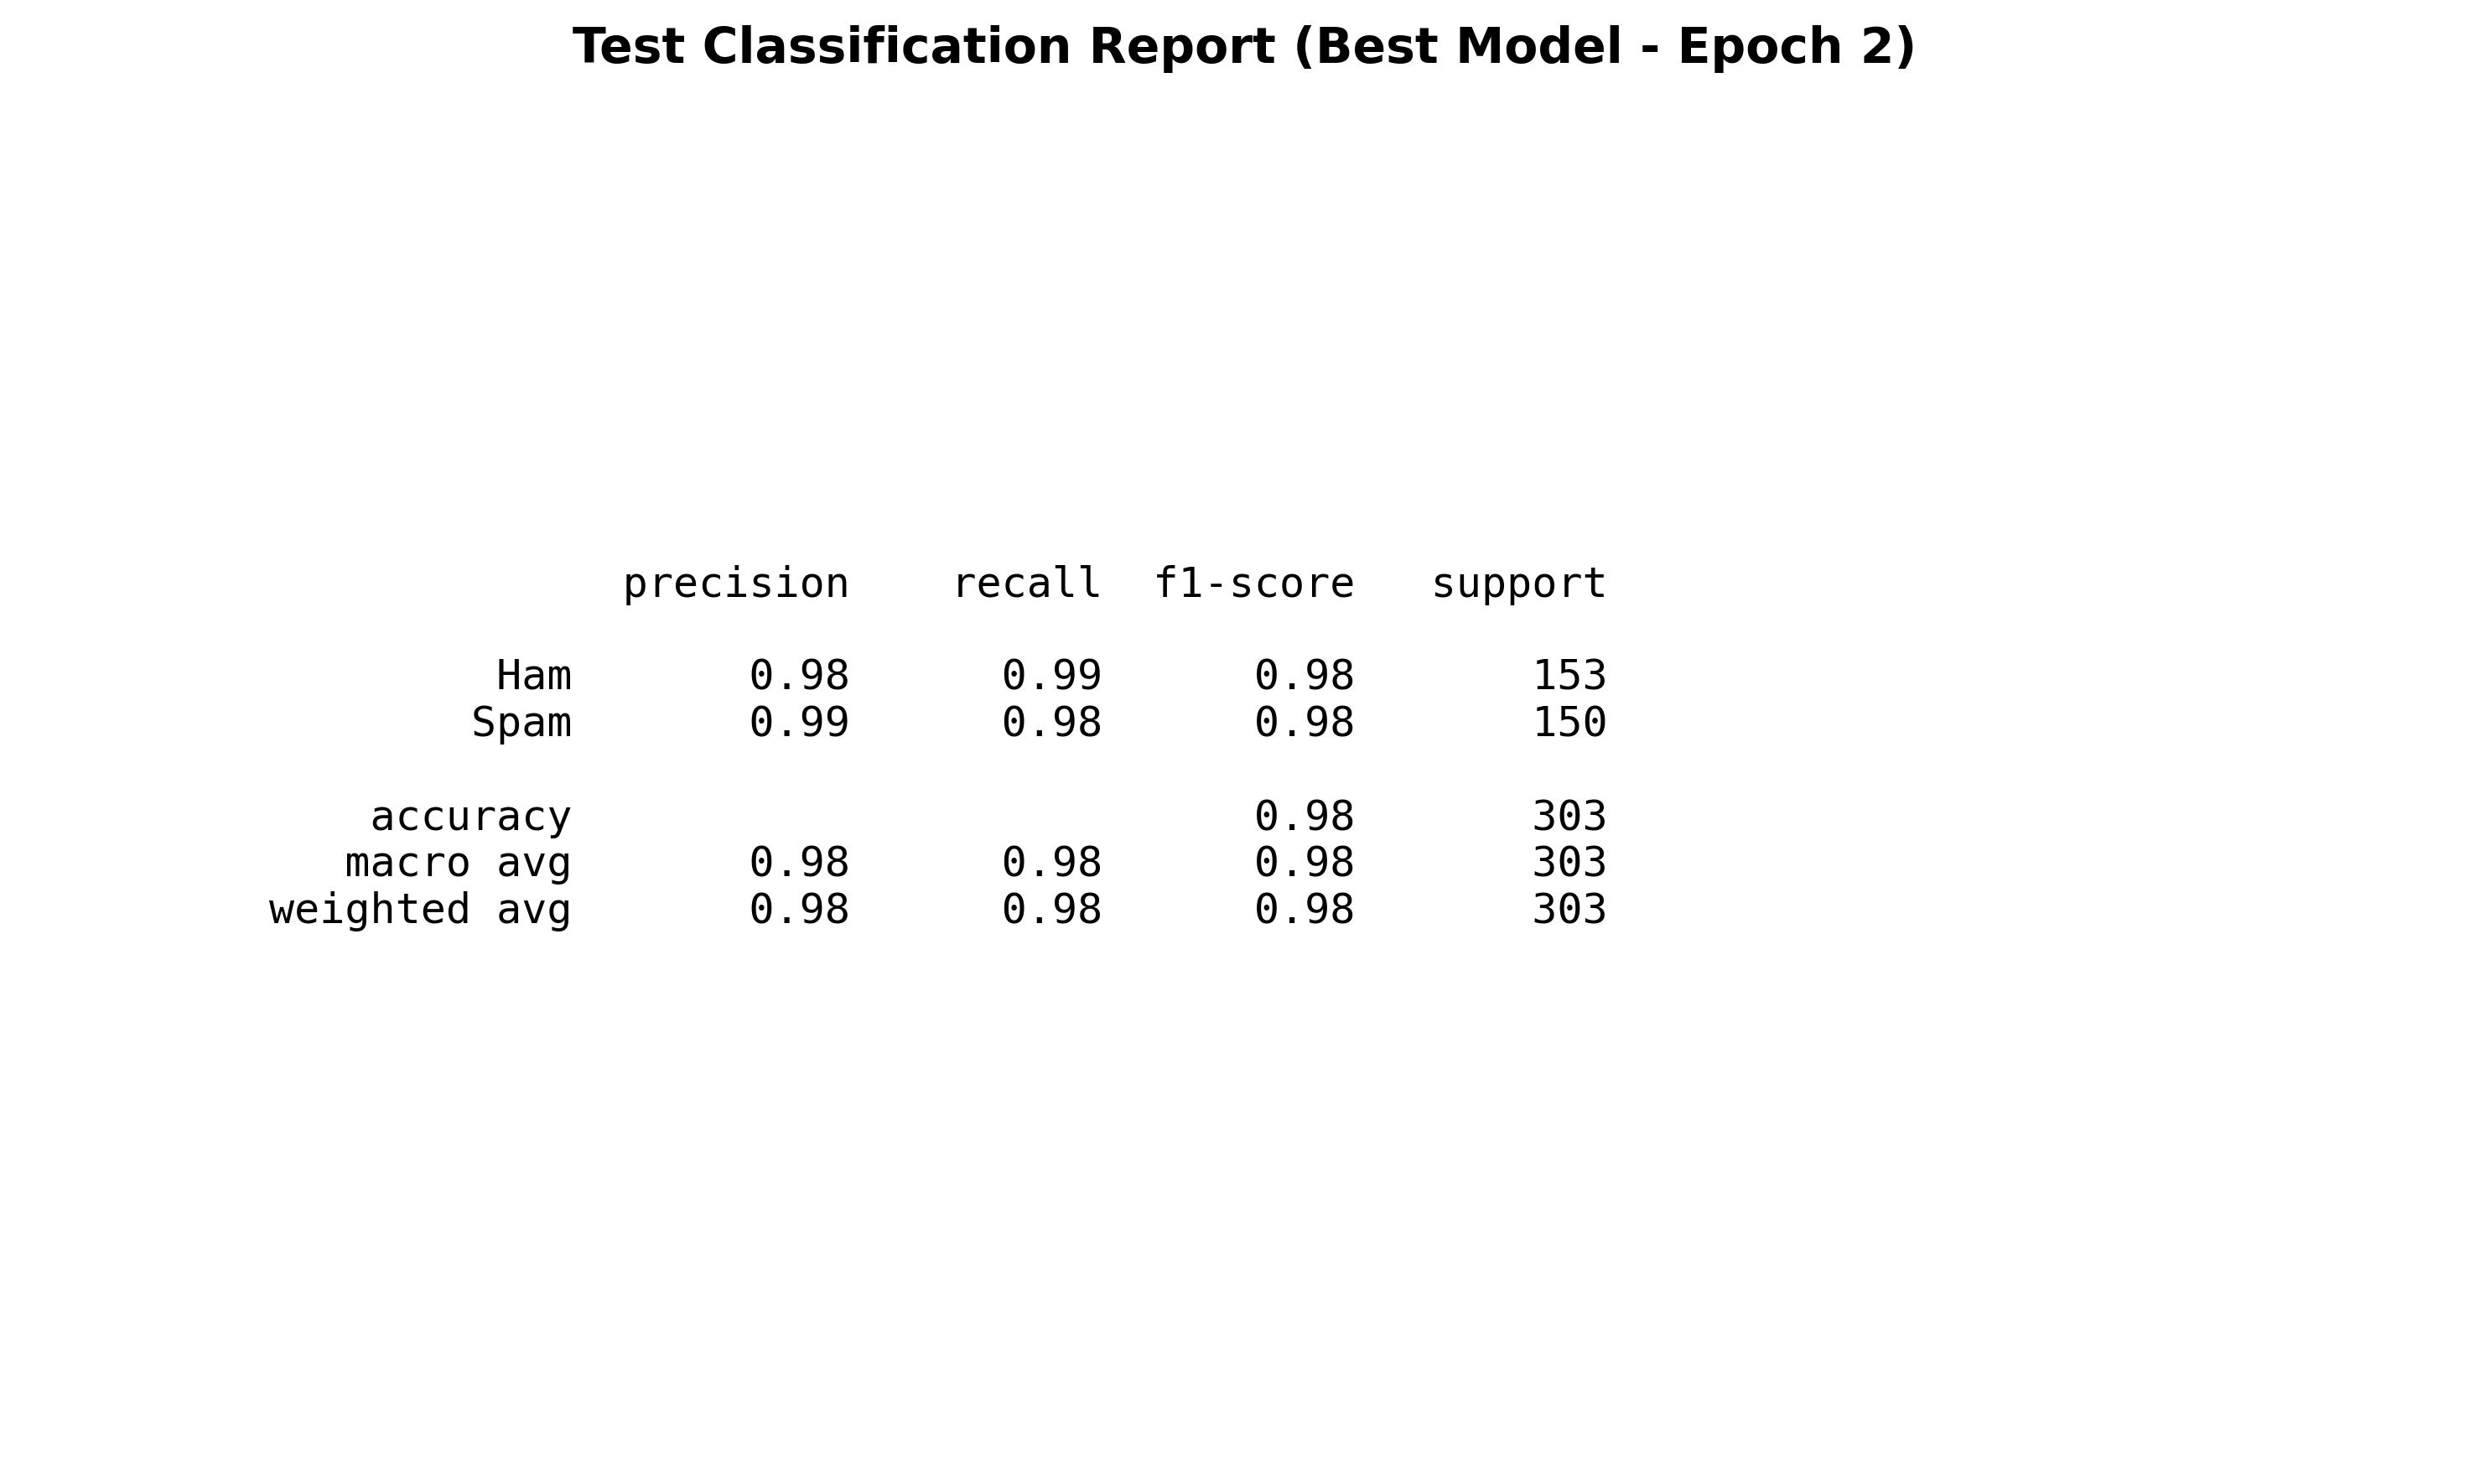 Test Classification Report (Best Model - Epoch 2)
precision recall f1-score support
Ham 0.98 0.99 0.98 153
Spam 0.99 0.98 0.98 150
accuracy 0.98 303
macro avg 0.98 0.98 0.98 303
weighted avg 0.98 0.98 0.98 303